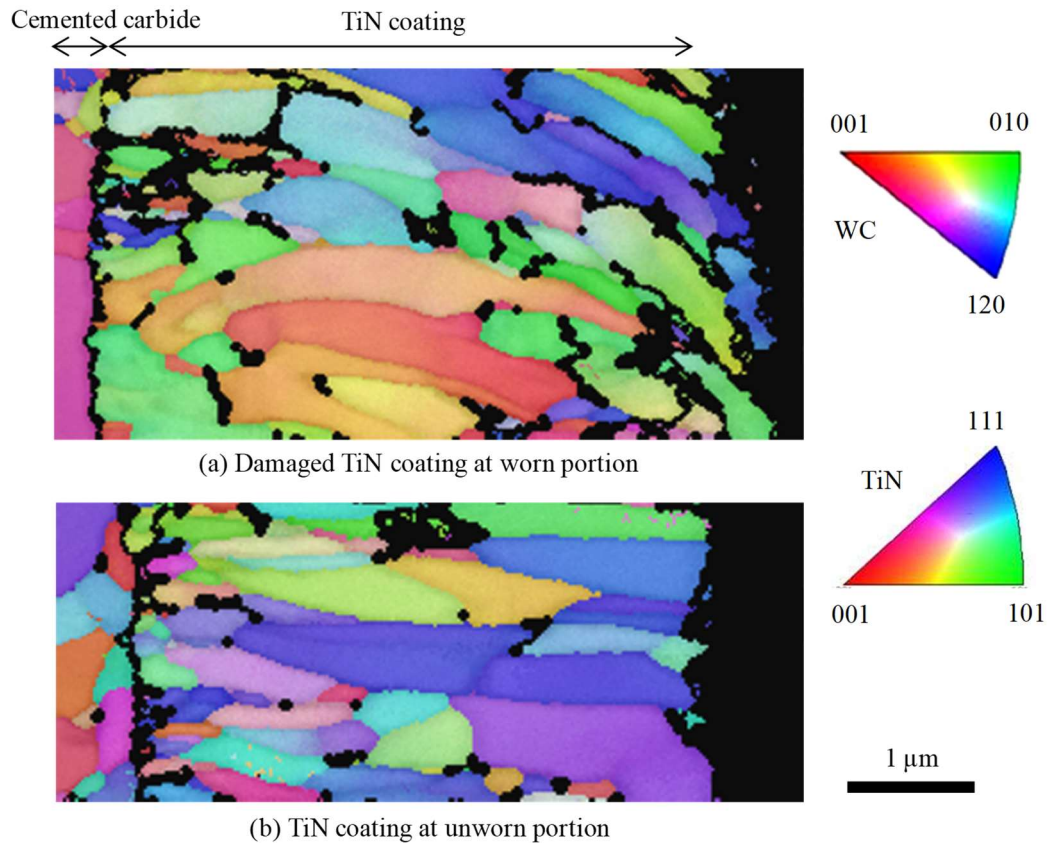 Cemented carbide
TiN coating
001
010
WC
120
(a) Damaged TiN coating at worn portion
111
TiN
001
101
1 µm
(b) TiN coating at unworn portion